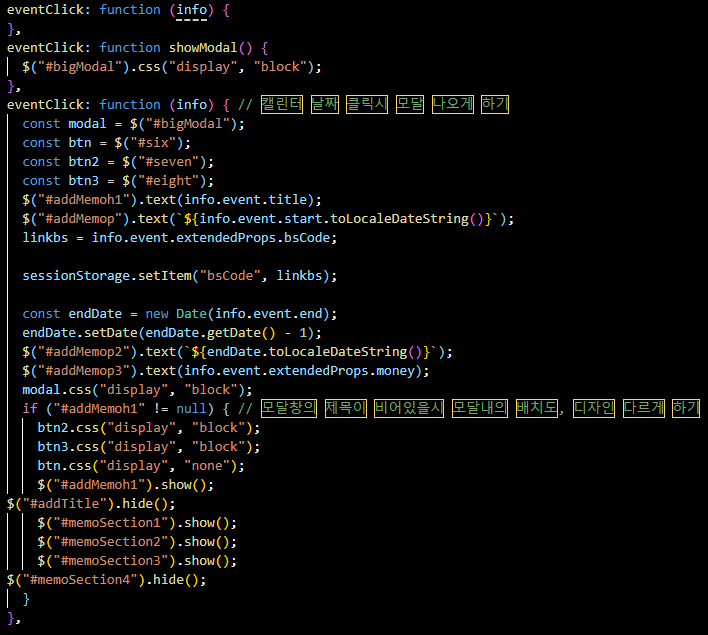 eventClick: function (info) {
},
eventClick: function showModal() {
$("#bigModal").css("display", "block");
},
eventClick: function (info) { // 캘린터 날짜 클릭시 모달 나오게 하기
const modal = $("#bigModal");
const btn = $("#six");
const btn2 = $("#seven");
const btn3 = $("#eight");
$("#addMemoh1").text(info.event.title);
$("#addMemop").text(`${info.event.start.toLocaleDateString()}`);
linkbs = info.event.extendedProps.bsCode;
sessionStorage.setItem("bsCode", linkbs);
const endDate = new Date(info.event.end);
endDate.setDate(endDate.getDate() - 1);
$("#addMemop2").text(`${endDate.toLocaleDateString()}`);
$("#addMemop3").text(info.event.extendedProps.money);
modal.css("display", "block");
if ("#addMemoh1" != null) { // 모달창의 제목이 비어있을시 모달내의 배치도, 디자인 다르게 하기
btn2.css("display", "block");
btn3.css("display", "block");
btn.css("display", "none");
$("#addMemoh1").show();
$("#addTitle").hide();
$("#memoSection1").show();
$("#memoSection2").show();
$("#memoSection3").show();
$("#memoSection4").hide();
}
},